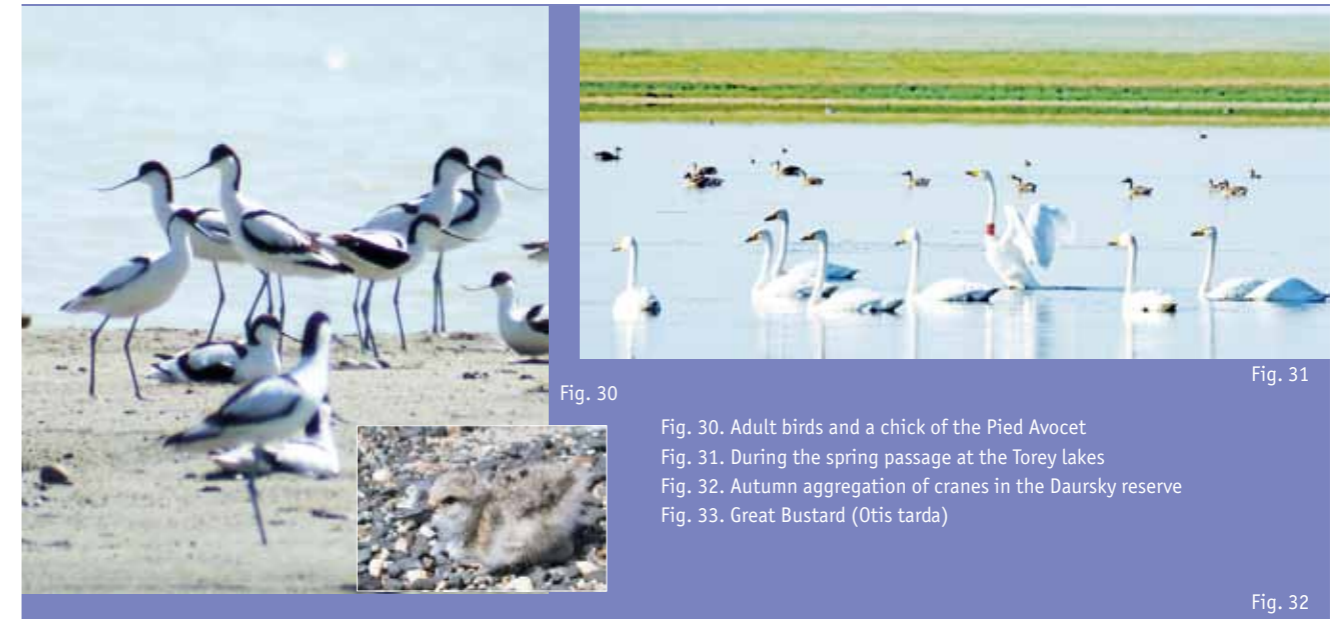 Fig. 31
Fig. 30
Fig. 30. Adult birds and a chick of the Pied Avocet
Fig. 31. During the spring passage at the Torey lakes
Fig. 32. Autumn aggregation of cranes in the Daursky reserve
Fig. 33. Great Bustard (Otis tarda)
Fig. 32